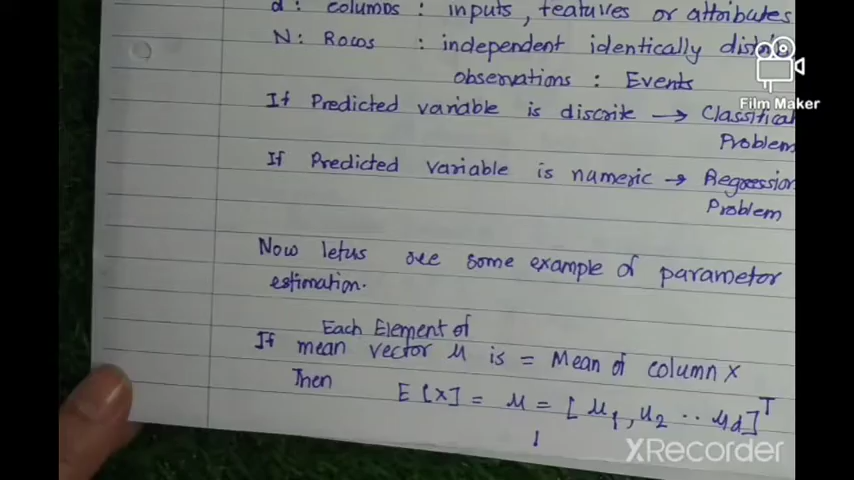 d: columns : inputs, features or attributes
N: Rows : independent identically distri
observations : Events
Film Maker
If Predicted variable is discrite → Classificat
Problem
If Predicted variable is numeric → Regression
Problem
Now letus see some example of parameter
estimation.
Each Element of
If mean vector μ is = Mean of column X
Then E[X] = μ = [μ1, μ2 .. μd]^T
XRecorder